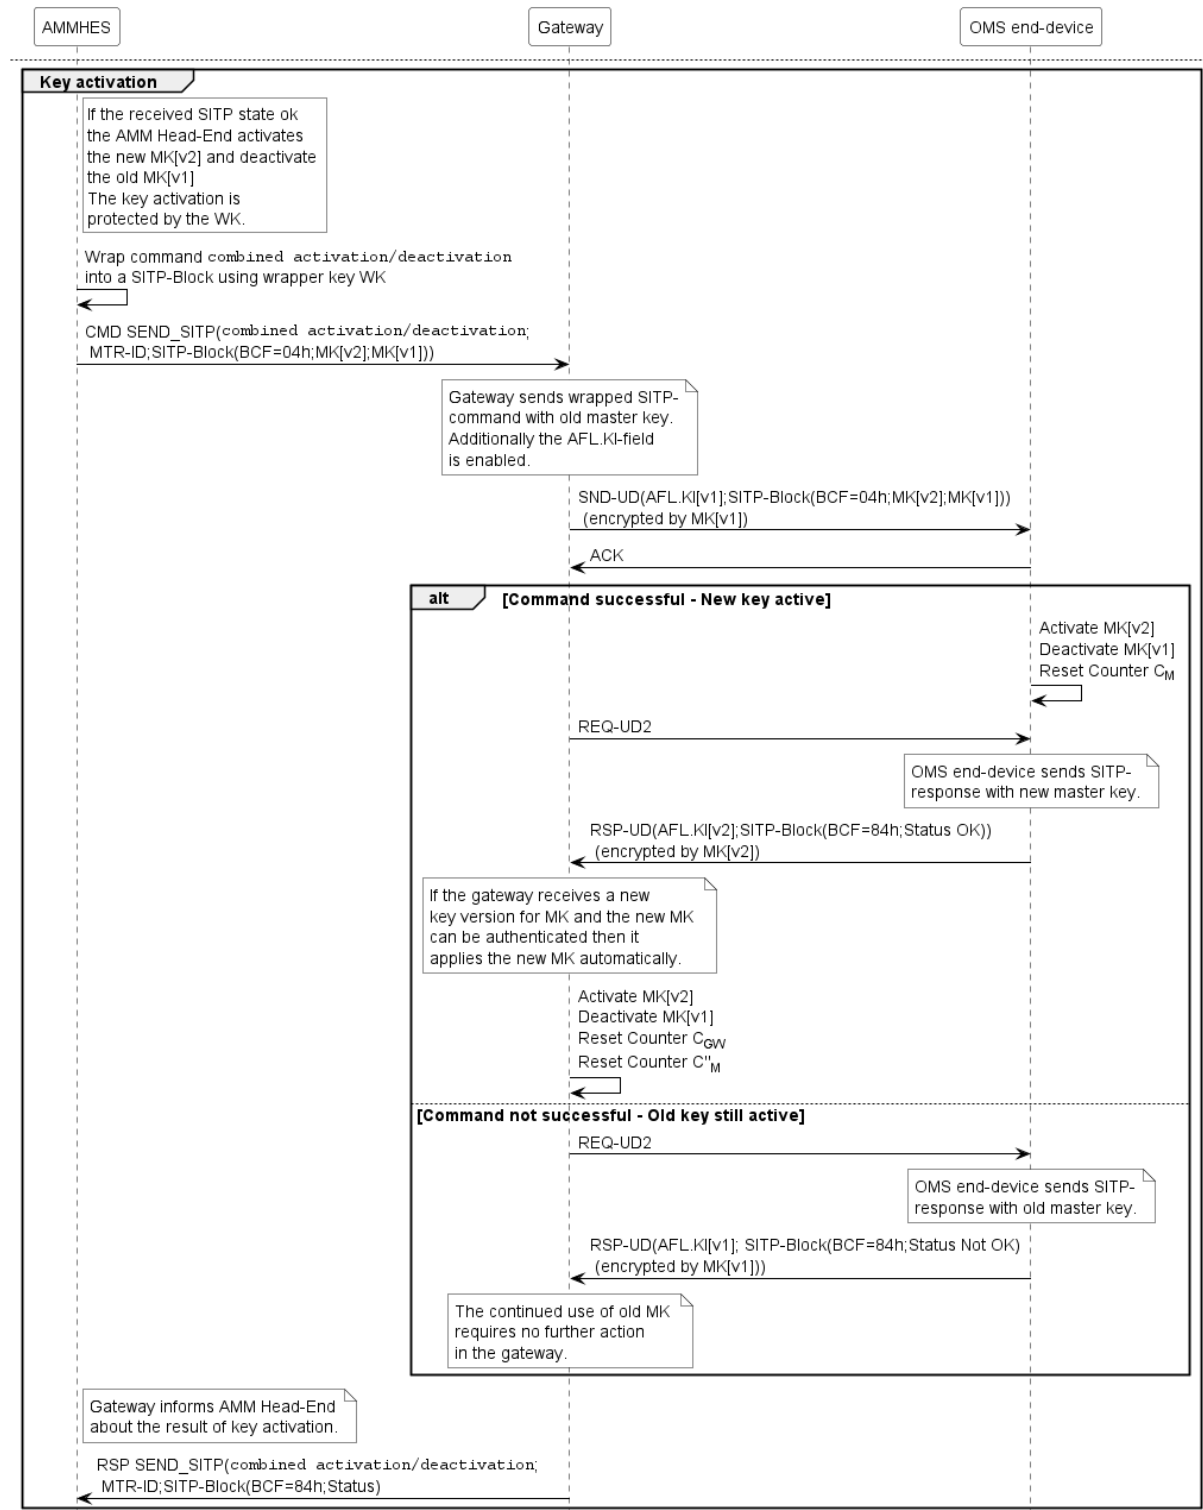 AMMHES
Gateway
OMS end-device
Key activation
If the received SITP state ok
the AMM Head-End activates
the new MK[v2] and deactivate
the old MK[v1]
The key activation is
protected by the WK.
Wrap command combined activation/deactivation
into a SITP-Block using wrapper key WK
CMD SEND_SITP(combined activation/deactivation;
MTR-ID;SITP-Block(BCF=04h;MK[v2];MK[v1]))
Gateway sends wrapped SITP-
command with old master key.
Additionally the AFL.KI-field
is enabled.
SND-UD(AFL.KI[v1];SITP-Block(BCF=04h;MK[v2];MK[v1]))
(encrypted by MK[v1])
ACK
alt
[Command successful - New key active]
Activate MK[v2]
Deactivate MK[v1]
Reset Counter CM
REQ-UD2
OMS end-device sends SITP-
response with new master key.
RSP-UD(AFL.KI[v2];SITP-Block(BCF=84h;Status OK))
(encrypted by MK[v2])
If the gateway receives a new
key version for MK and the new MK
can be authenticated then it
applies the new MK automatically.
Activate MK[v2]
Deactivate MK[v1]
Reset Counter CGW
Reset Counter C"M
[Command not successful - Old key still active]
REQ-UD2
OMS end-device sends SITP-
response with old master key.
RSP-UD(AFL.KI[v1]; SITP-Block(BCF=84h;Status Not OK)
(encrypted by MK[v1]))
The continued use of old MK
requires no further action
in the gateway.
Gateway informs AMM Head-End
about the result of key activation.
RSP SEND_SITP(combined activation/deactivation;
MTR-ID;SITP-Block(BCF=84h;Status)